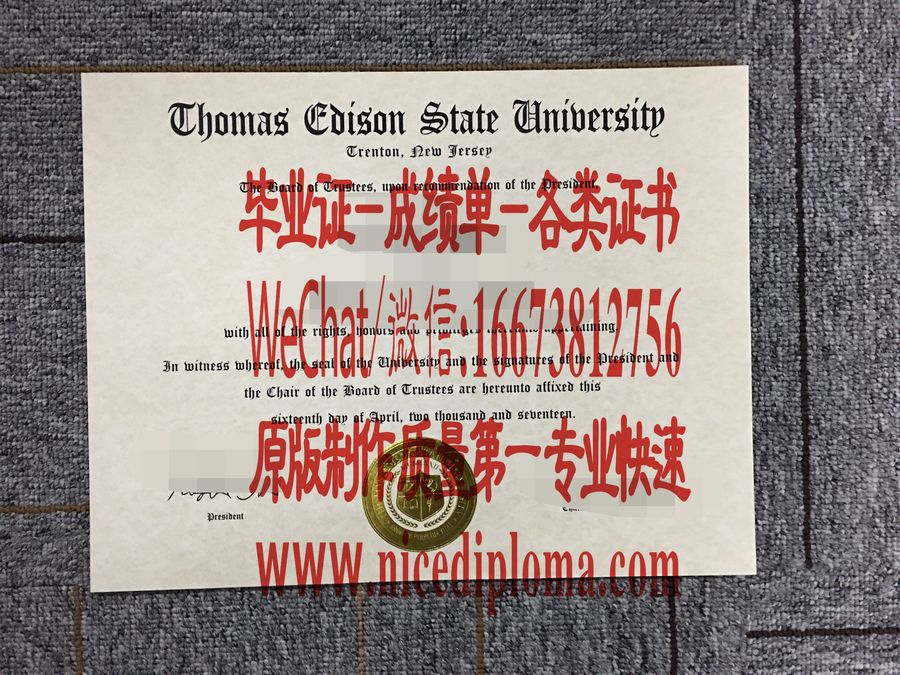 Thomas Edison State University
Trenton, New Jersey
The Board of Trustees, upon recommendation of the President,
毕业证—成绩单—各类证书
WeChat/微信:16673812756
with all of the rights, honors and privileges thereunto appertaining.
In witness whereof, the seal of the University and the signatures of the President and
the Chair of the Board of Trustees are hereunto affixed this
sixteenth day of April, two thousand and seventeen.
原版制作质量第一专业快速
President
www.nicediploma.com